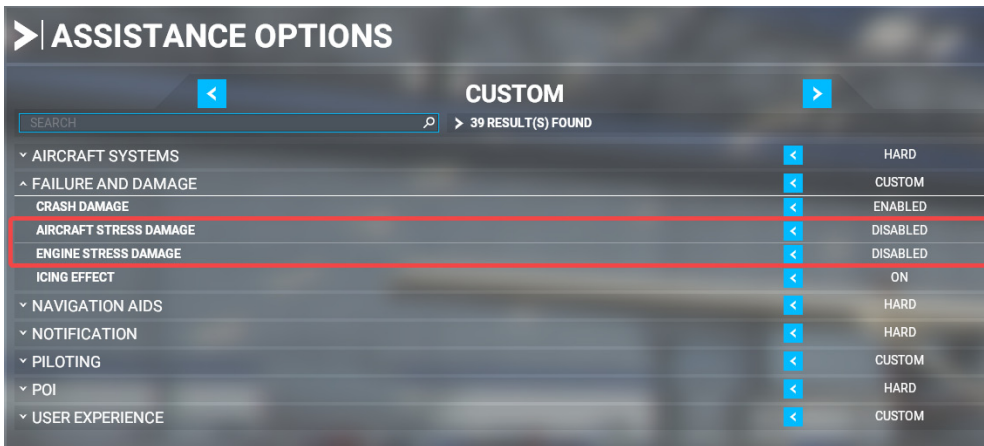 ASSISTANCE OPTIONS
CUSTOM
SEARCH
39 RESULT(S) FOUND
AIRCRAFT SYSTEMS HARD
FAILURE AND DAMAGE CUSTOM
CRASH DAMAGE ENABLED
AIRCRAFT STRESS DAMAGE DISABLED
ENGINE STRESS DAMAGE DISABLED
ICING EFFECT ON
NAVIGATION AIDS HARD
NOTIFICATION HARD
PILOTING CUSTOM
POI HARD
USER EXPERIENCE CUSTOM